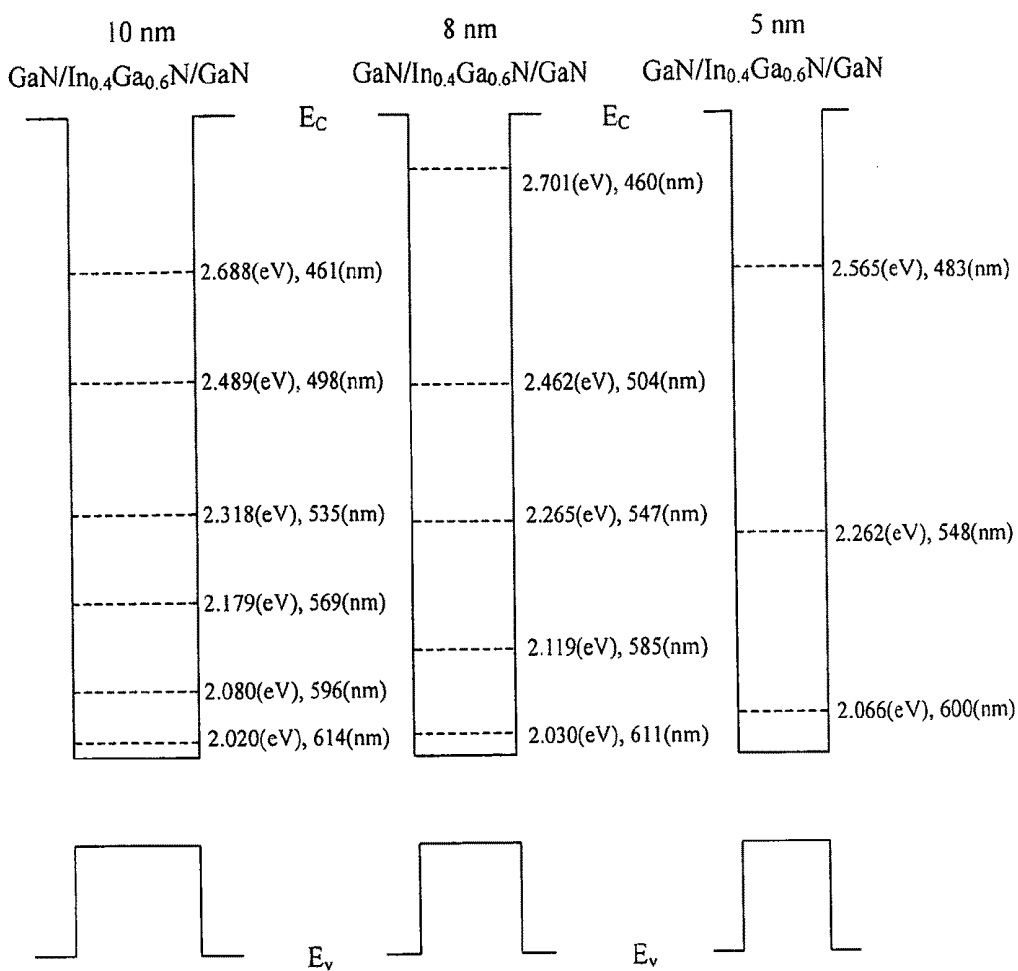 10 nm
GaN/In0.4Ga0.6N/GaN
8 nm
GaN/In0.4Ga0.6N/GaN
5 nm
GaN/In0.4Ga0.6N/GaN
EC
EC
2.688(eV), 461(nm)
2.489(eV), 498(nm)
2.318(eV), 535(nm)
2.179(eV), 569(nm)
2.080(eV), 596(nm)
2.020(eV), 614(nm)
2.701(eV), 460(nm)
2.462(eV), 504(nm)
2.265(eV), 547(nm)
2.119(eV), 585(nm)
2.030(eV), 611(nm)
2.565(eV), 483(nm)
2.262(eV), 548(nm)
2.066(eV), 600(nm)
Ev
Ev